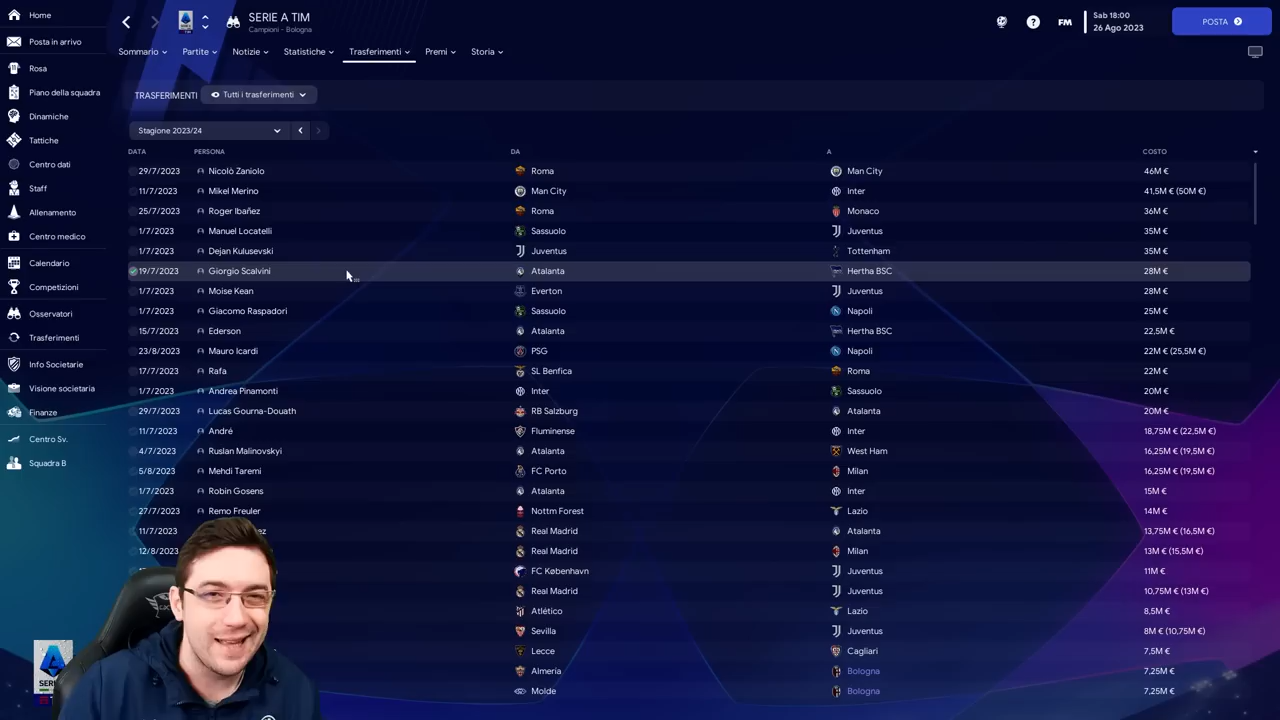 Home
Posta in arrivo
Rosa
Piano della squadra
Dinamiche
Tattiche
Centro dati
Staff
Allenamento
Centro medico
Calendario
Competizioni
Osservatori
Trasferimenti
Info Societarie
Visione societaria
Finanze
Centro Sv.
Squadra B
SERIE A TIM
Campioni - Bologna
FM
Sab 18:00
26 Ago 2023
POSTA
Sommario Partite Notizie Statistiche Trasferimenti Premi Storia
TRASFERIMENTI Tutti i trasferimenti
Stagione 2023/24
DATA PERSONA DA A COSTO
29/7/2023 Nicolò Zaniolo Roma Man City 46M €
11/7/2023 Mikel Merino Man City Inter 41,5M € (50M €)
25/7/2023 Roger Ibañez Roma Monaco 36M €
1/7/2023 Manuel Locatelli Sassuolo Juventus 35M €
1/7/2023 Dejan Kulusevski Juventus Tottenham 35M €
19/7/2023 Giorgio Scalvini Atalanta Hertha BSC 28M €
1/7/2023 Moise Kean Everton Juventus 28M €
1/7/2023 Giacomo Raspadori Sassuolo Napoli 25M €
15/7/2023 Ederson Atalanta Hertha BSC 22,5M €
23/8/2023 Mauro Icardi PSG Napoli 22M € (25,5M €)
17/7/2023 Rafa SL Benfica Roma 22M €
1/7/2023 Andrea Pinamonti Inter Sassuolo 20M €
29/7/2023 Lucas Gourna-Douath RB Salzburg Atalanta 20M €
11/7/2023 André Fluminense Inter 18,75M € (22,5M €)
4/7/2023 Ruslan Malinovskyi Atalanta West Ham 16,25M € (19,5M €)
5/8/2023 Mehdi Taremi FC Porto Milan 16,25M € (19,5M €)
1/7/2023 Robin Gosens Atalanta Inter 15M €
27/7/2023 Remo Freuler Nottm Forest Lazio 14M €
11/7/2023 Real Madrid Atalanta 13,75M € (16,5M €)
12/8/2023 Real Madrid Milan 13M € (15,5M €)
FC København Juventus 11M €
Real Madrid Juventus 10,75M € (13M €)
Atlético Lazio 8,5M €
Sevilla Juventus 8M € (10,75M €)
Lecce Cagliari 7,5M €
Almeria Bologna 7,25M €
Molde Bologna 7,25M €